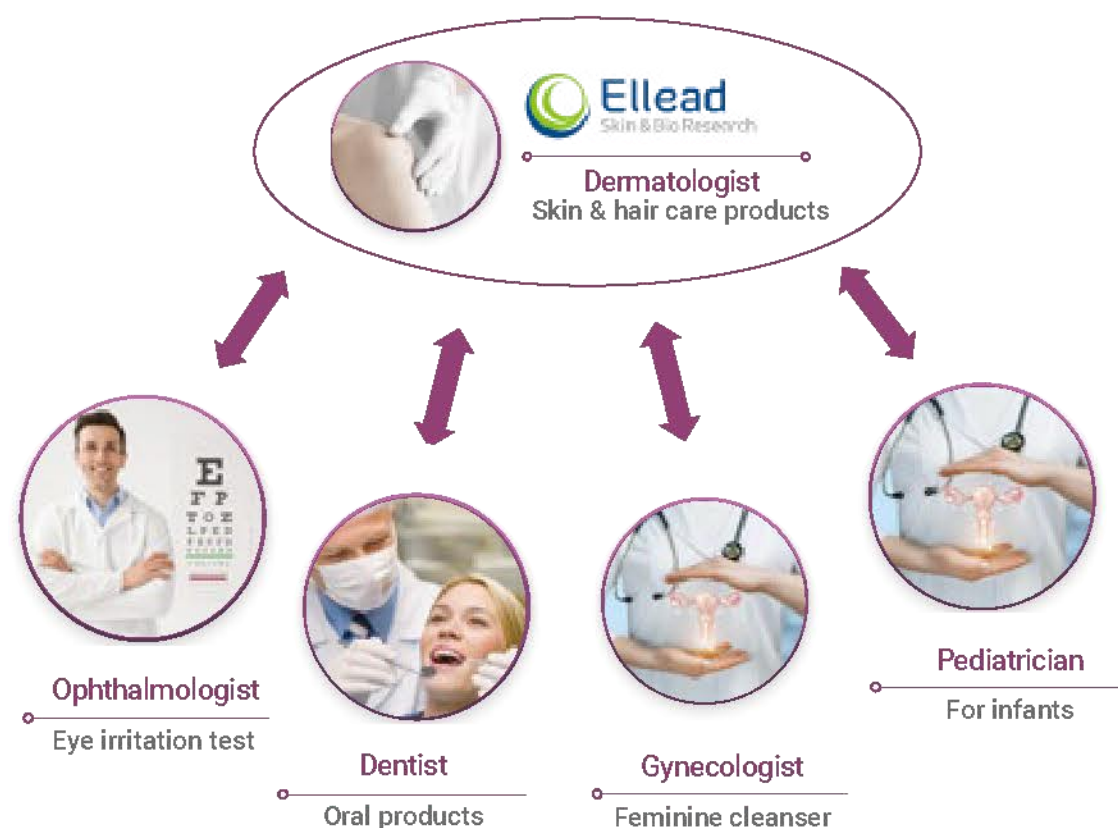 Ellead
Skin & Bio Research
Dermatologist
Skin & hair care products
E
F P
T O Z
L P E D
Ophthalmologist
Eye irritation test
Dentist
Oral products
Gynecologist
Feminine cleanser
Pediatrician
For infants